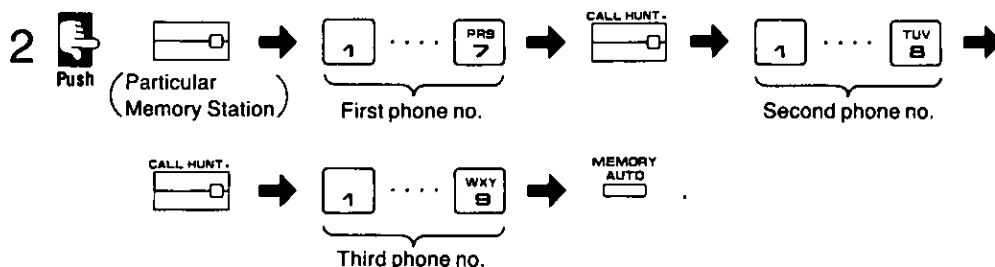 2 Push (Particular Memory Station) 1 .... PRS 7 CALL HUNT. 1 .... TUV 8
First phone no. Second phone no.
CALL HUNT. 1 .... WXY 9 MEMORY AUTO .
Third phone no.